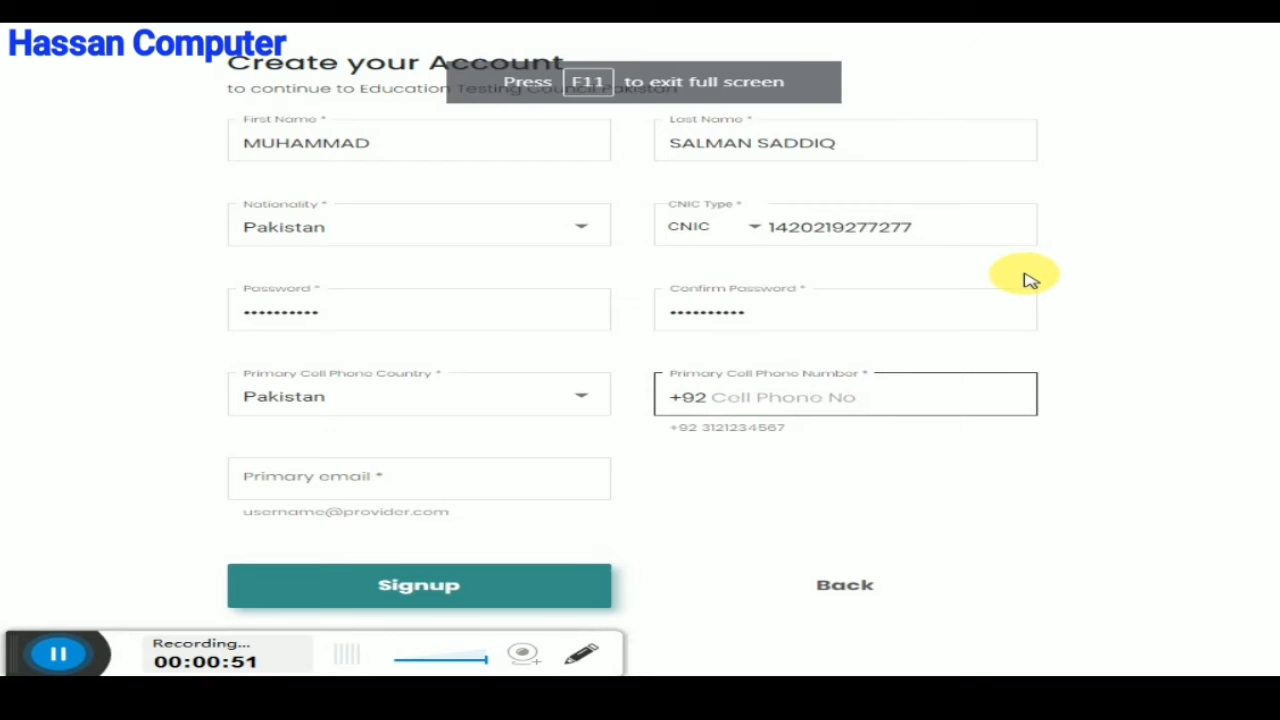 Hassan Computer
Create your Account
Press F11 to exit full screen
to continue to Education Testing Council Pakistan
First Name *
MUHAMMAD
Last Name *
SALMAN SADDIQ
Nationality *
Pakistan
CNIC Type *
CNIC 1420219277277
Password *
••••••••••
Confirm Password *
••••••••••
Primary Cell Phone Country *
Pakistan
Primary Cell Phone Number *
+92 Cell Phone No
+92 3121234567
Primary email *
username@provider.com
Signup
Back
Recording...
00:00:51